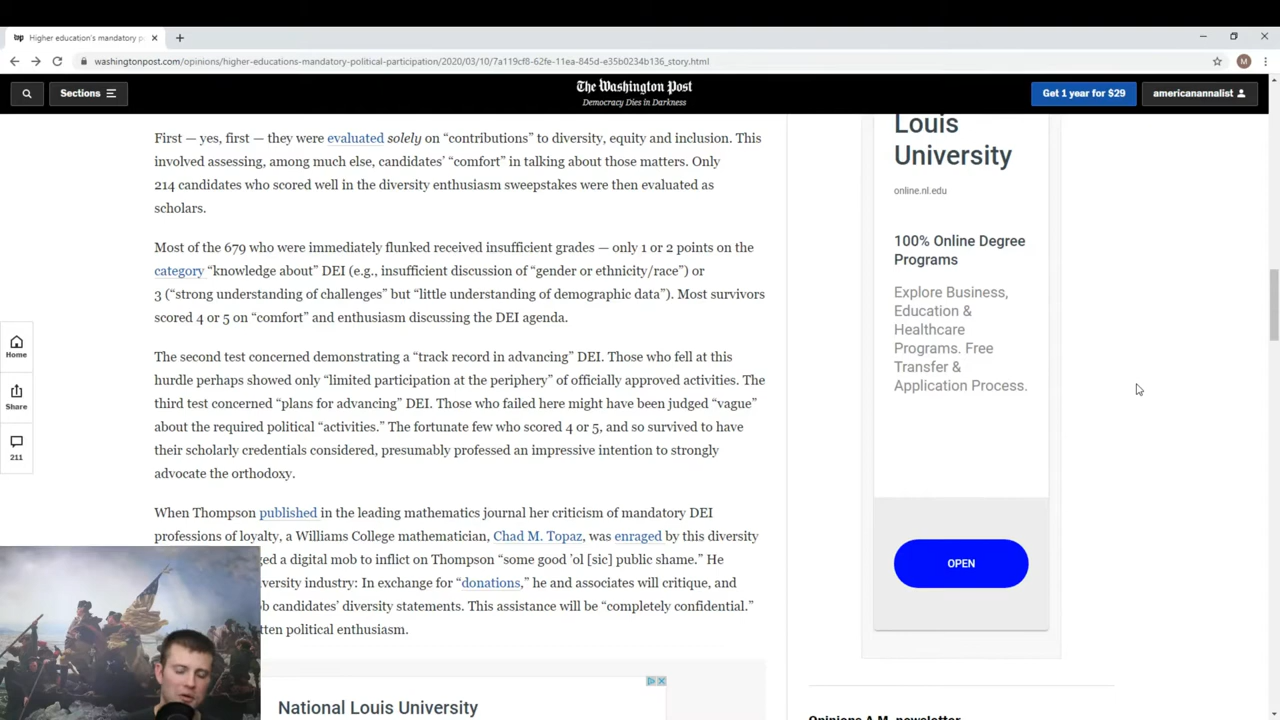 Higher education's mandatory p
washingtonpost.com/opinions/higher-educations-mandatory-political-participation/2020/03/10/7a119cf8-62fe-11ea-845d-e35b0234b136_story.html
M
Sections
The Washington Post
Democracy Dies in Darkness
Get 1 year for $29
americanannalist
First — yes, first — they were evaluated solely on “contributions” to diversity, equity and inclusion. This
involved assessing, among much else, candidates’ “comfort” in talking about those matters. Only
214 candidates who scored well in the diversity enthusiasm sweepstakes were then evaluated as
scholars.
Most of the 679 who were immediately flunked received insufficient grades — only 1 or 2 points on the
category “knowledge about” DEI (e.g., insufficient discussion of “gender or ethnicity/race”) or
3 (“strong understanding of challenges” but “little understanding of demographic data”). Most survivors
scored 4 or 5 on “comfort” and enthusiasm discussing the DEI agenda.
The second test concerned demonstrating a “track record in advancing” DEI. Those who fell at this
hurdle perhaps showed only “limited participation at the periphery” of officially approved activities. The
third test concerned “plans for advancing” DEI. Those who failed here might have been judged “vague”
about the required political “activities.” The fortunate few who scored 4 or 5, and so survived to have
their scholarly credentials considered, presumably professed an impressive intention to strongly
advocate the orthodoxy.
When Thompson published in the leading mathematics journal her criticism of mandatory DEI
professions of loyalty, a Williams College mathematician, Chad M. Topaz, was enraged by this diversity
ged a digital mob to inflict on Thompson “some good ’ol [sic] public shame.” He
versity industry: In exchange for “donations,” he and associates will critique, and
ob candidates’ diversity statements. This assistance will be “completely confidential.”
tten political enthusiasm.
Home
Share
211
National Louis University
Louis
University
online.nl.edu
100% Online Degree
Programs
Explore Business,
Education &
Healthcare
Programs. Free
Transfer &
Application Process.
OPEN
Opinions A.M. newsletter